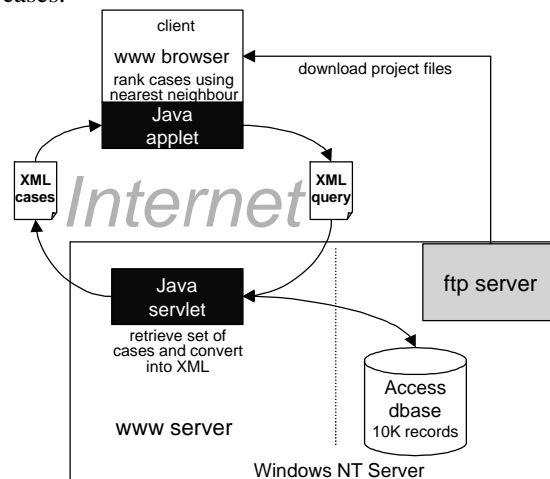 cases.
client
www browser
rank cases using
nearest neighbour
Java
applet
download project files
XML
cases
Internet
XML
query
Java
servlet
retrieve set of
cases and convert
into XML
ftp server
Access
dbase
10K records
www server
Windows NT Server